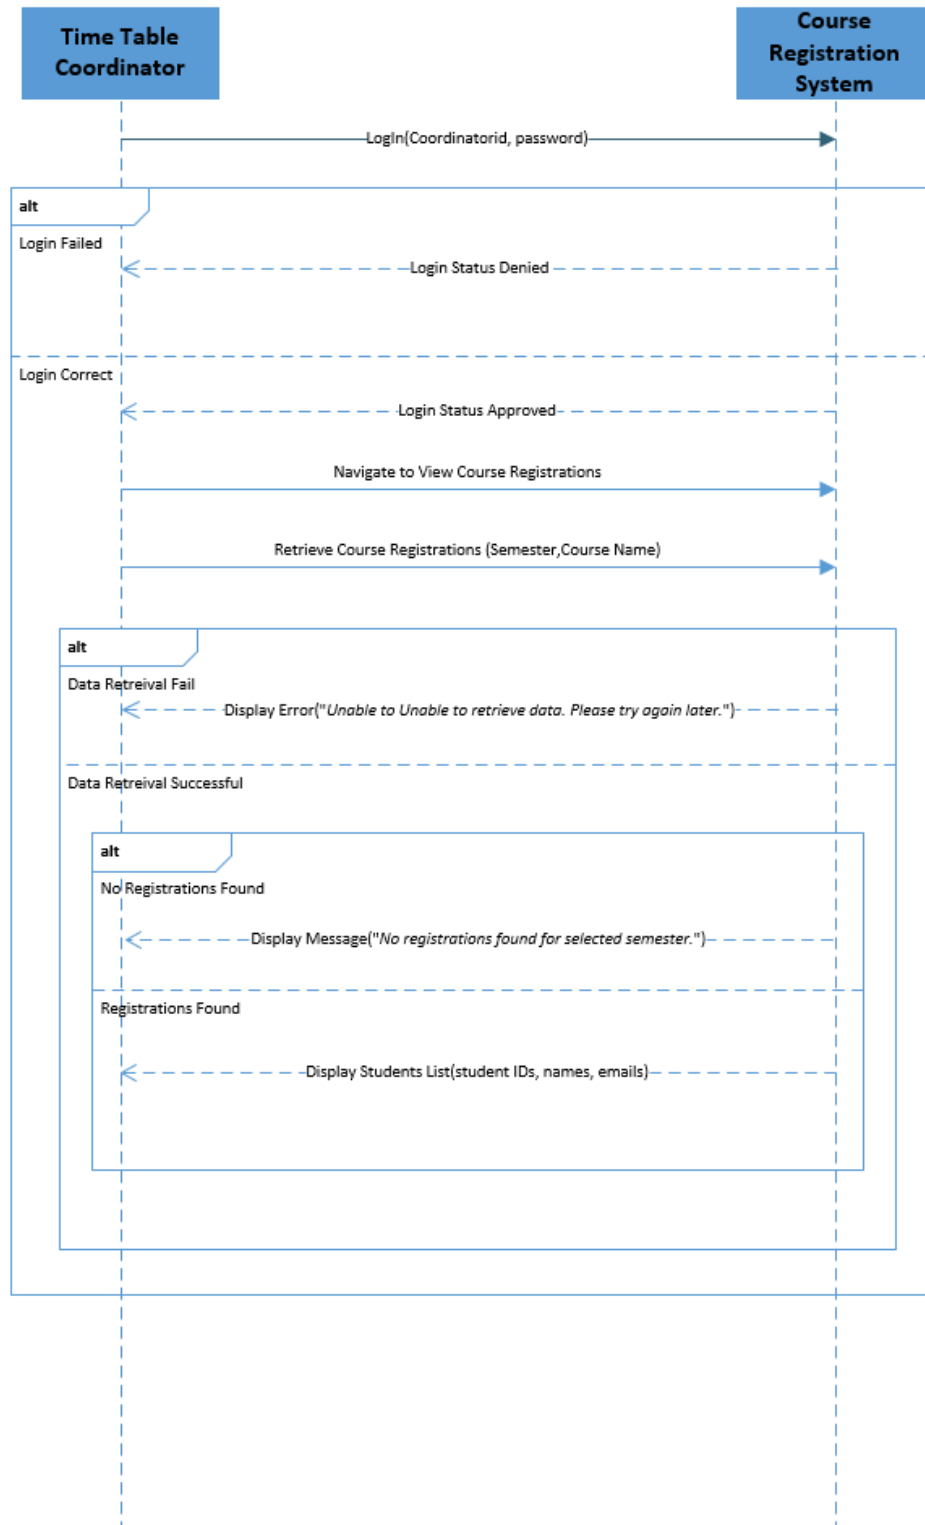 Time Table
Coordinator
Course
Registration
System
LogIn(Coordinatorid, password)
alt
Login Failed
Login Status Denied
Login Correct
Login Status Approved
Navigate to View Course Registrations
Retrieve Course Registrations (Semester,Course Name)
alt
Data Retreival Fail
Display Error("Unable to Unable to retrieve data. Please try again later.")
Data Retreival Successful
alt
No Registrations Found
Display Message("No registrations found for selected semester.")
Registrations Found
Display Students List(student IDs, names, emails)